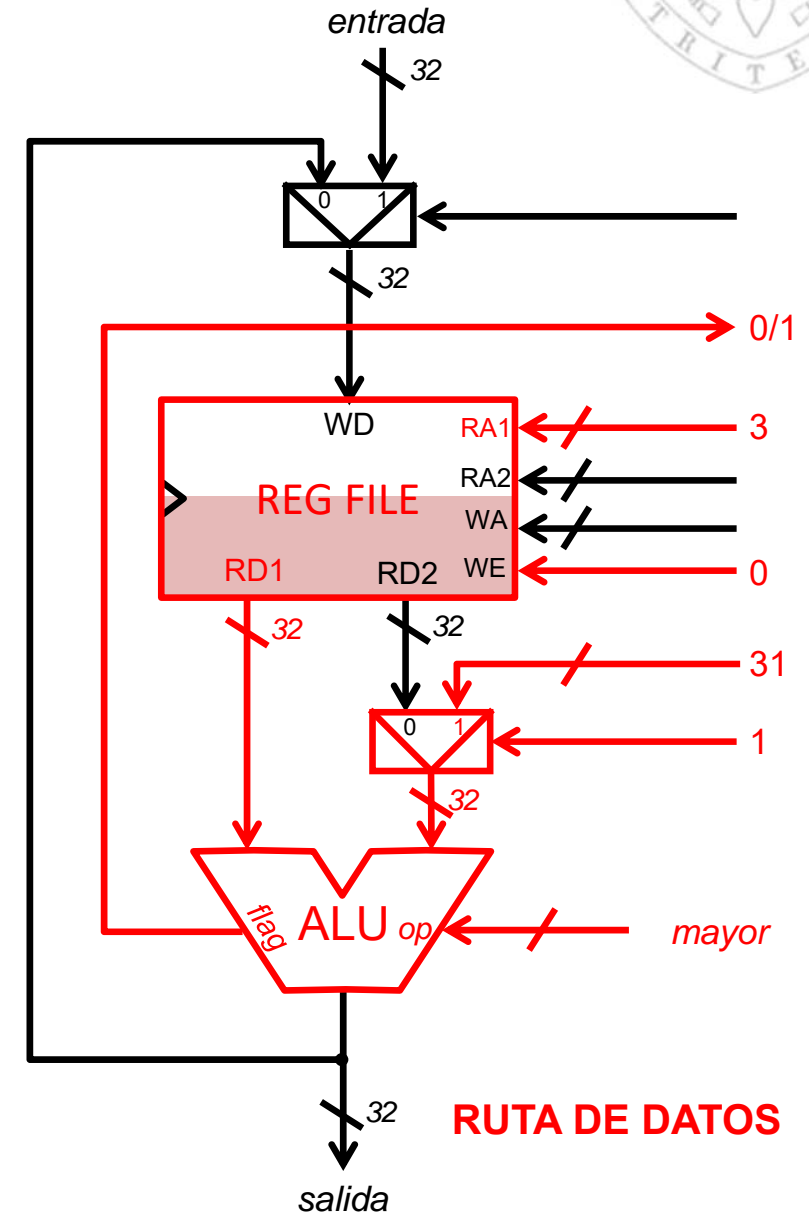 entrada
32
T R I T E
0 1
32
0/1
WD
RA1 3
RA2
REG FILE
WA
RD1 RD2 WE 0
32 32
31
0 1
1
32
flag ALU op mayor
32 RUTA DE DATOS
salida